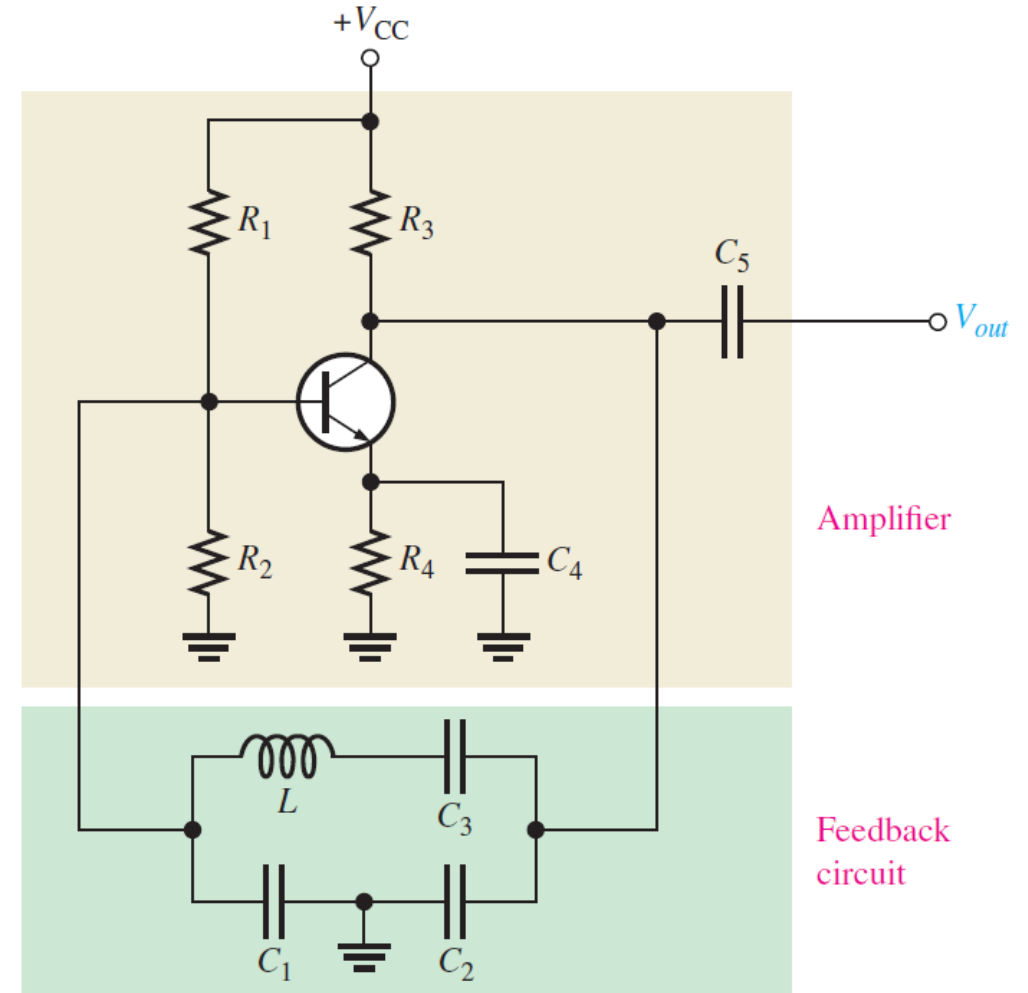 +VCC
R1
R3
C5
Vout
R2
R4
C4
Amplifier
L
C3
Feedback
circuit
C1
C2